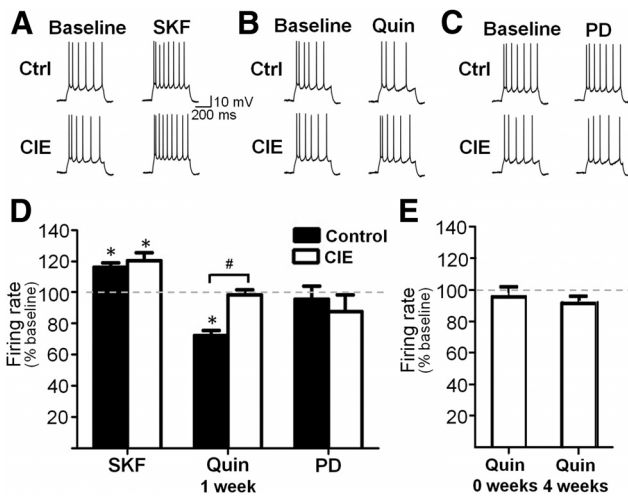 A
Baseline SKF
Ctrl
CIE
10 mV
200 ms
B
Baseline Quin
Ctrl
CIE
C
Baseline PD
Ctrl
CIE
D
Firing rate
(% baseline)
140
120
100
80
60
40
20
* *
*
#
Control
CIE
SKF Quin PD
1 week
E
Firing rate
(% baseline)
140
120
100
80
60
40
20
Quin Quin
0 weeks 4 weeks